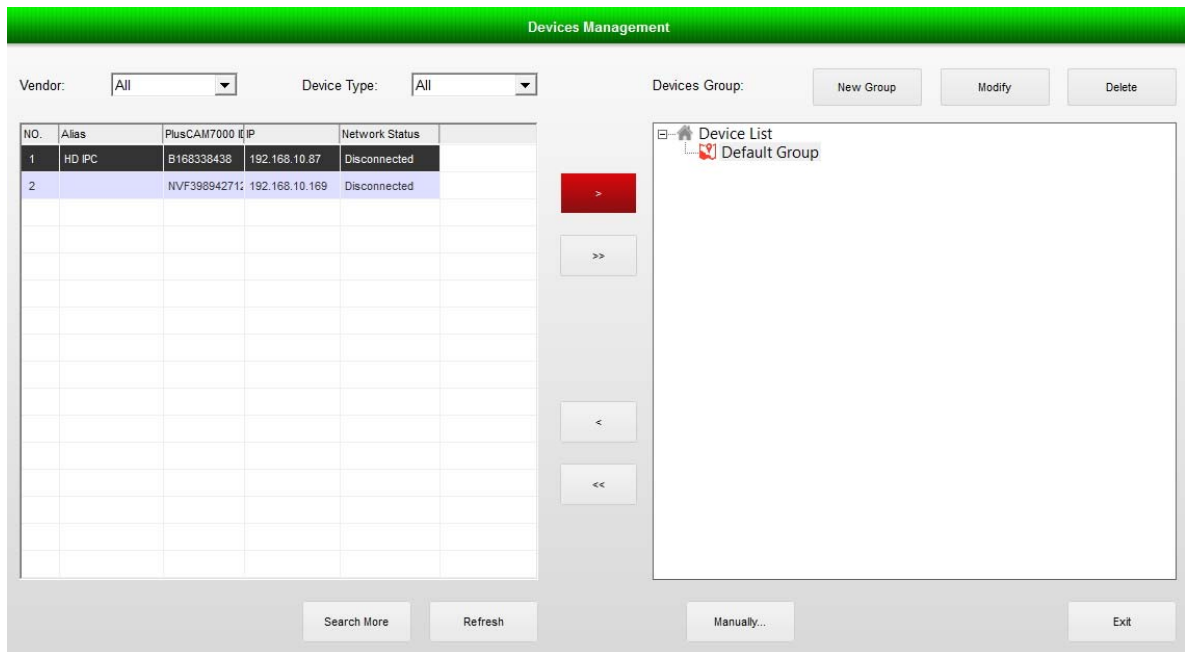 Devices Management
Vendor: All Device Type: All Devices Group: New Group Modify Delete
NO. Alias PlusCAM7000 IP Network Status
1 HD IPC B168338438 192.168.10.87 Disconnected
2 NVF398942712 192.168.10.169 Disconnected
Device List
Default Group
>
>>
<
<<
Search More Refresh Manually... Exit